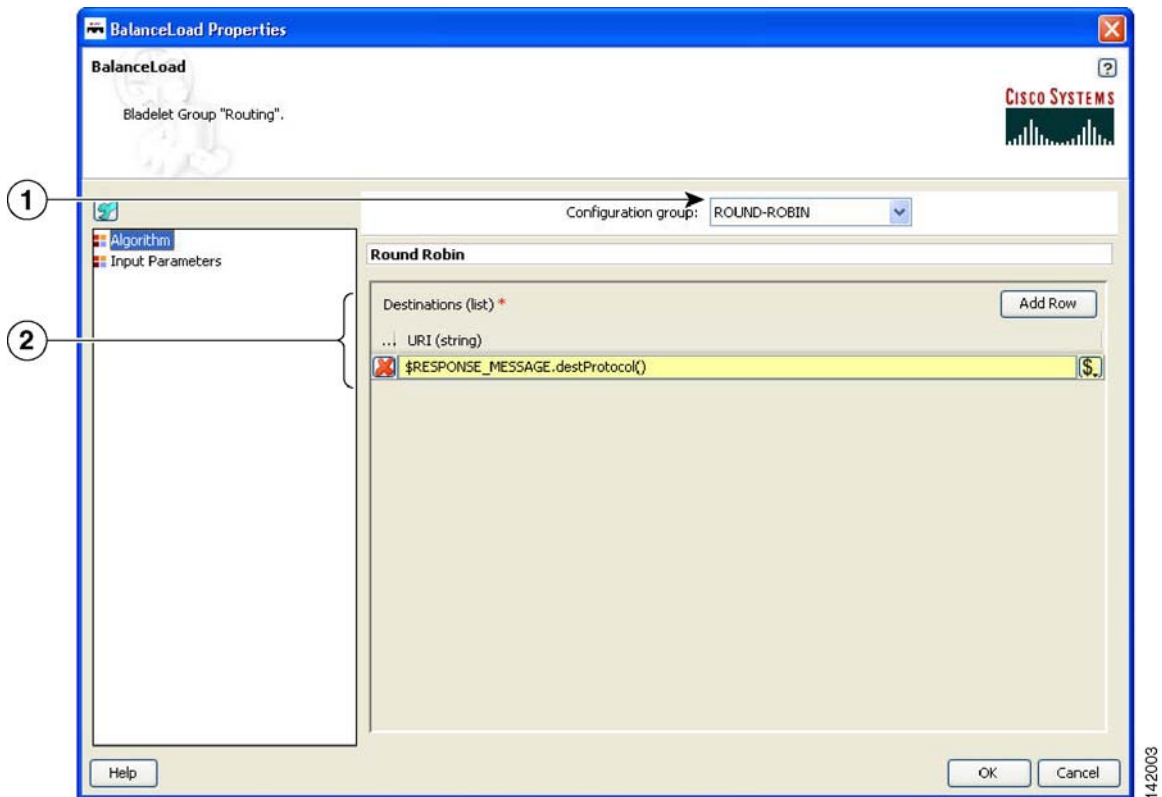 BalanceLoad Properties
BalanceLoad
?
Bladelet Group "Routing".
CISCO SYSTEMS
1
Configuration group: ROUND-ROBIN
Algorithm
Input Parameters
Round Robin
Destinations (list) *
Add Row
2
... URI (string)
$RESPONSE_MESSAGE.destProtocol()
$
Help
OK
Cancel
142003